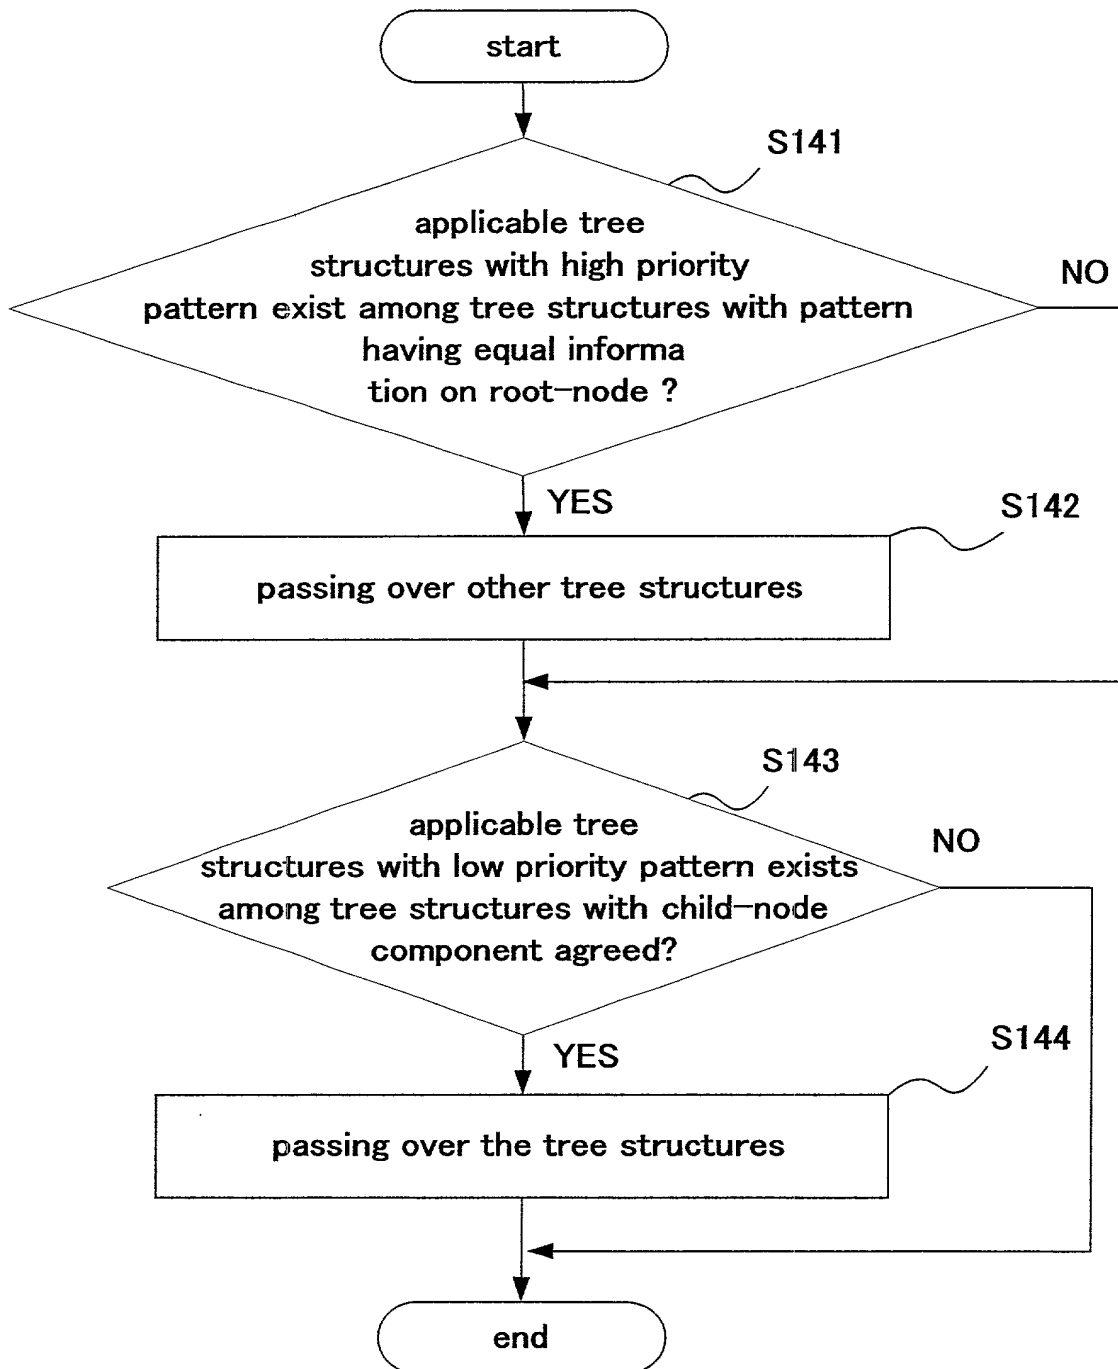 start
S141
applicable tree
structures with high priority
pattern exist among tree structures with pattern
having equal informa
tion on root-node ?
NO
YES
S142
passing over other tree structures
S143
applicable tree
structures with low priority pattern exists
among tree structures with child-node
component agreed?
NO
YES
S144
passing over the tree structures
end